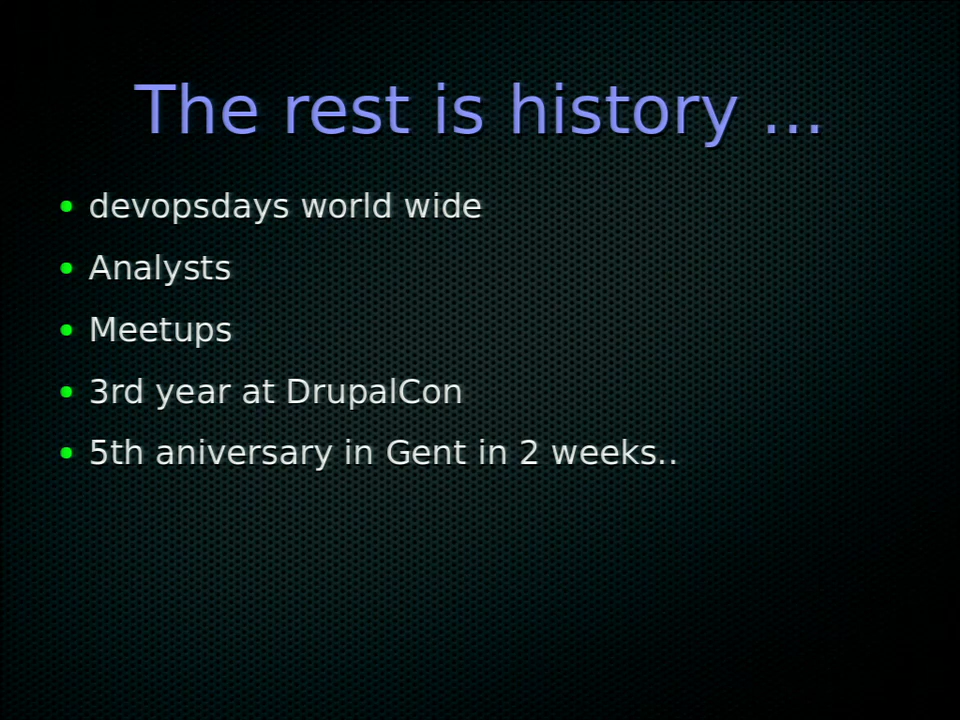 The rest is history ...
• devopsdays world wide
• Analysts
• Meetups
• 3rd year at DrupalCon
• 5th aniversary in Gent in 2 weeks..